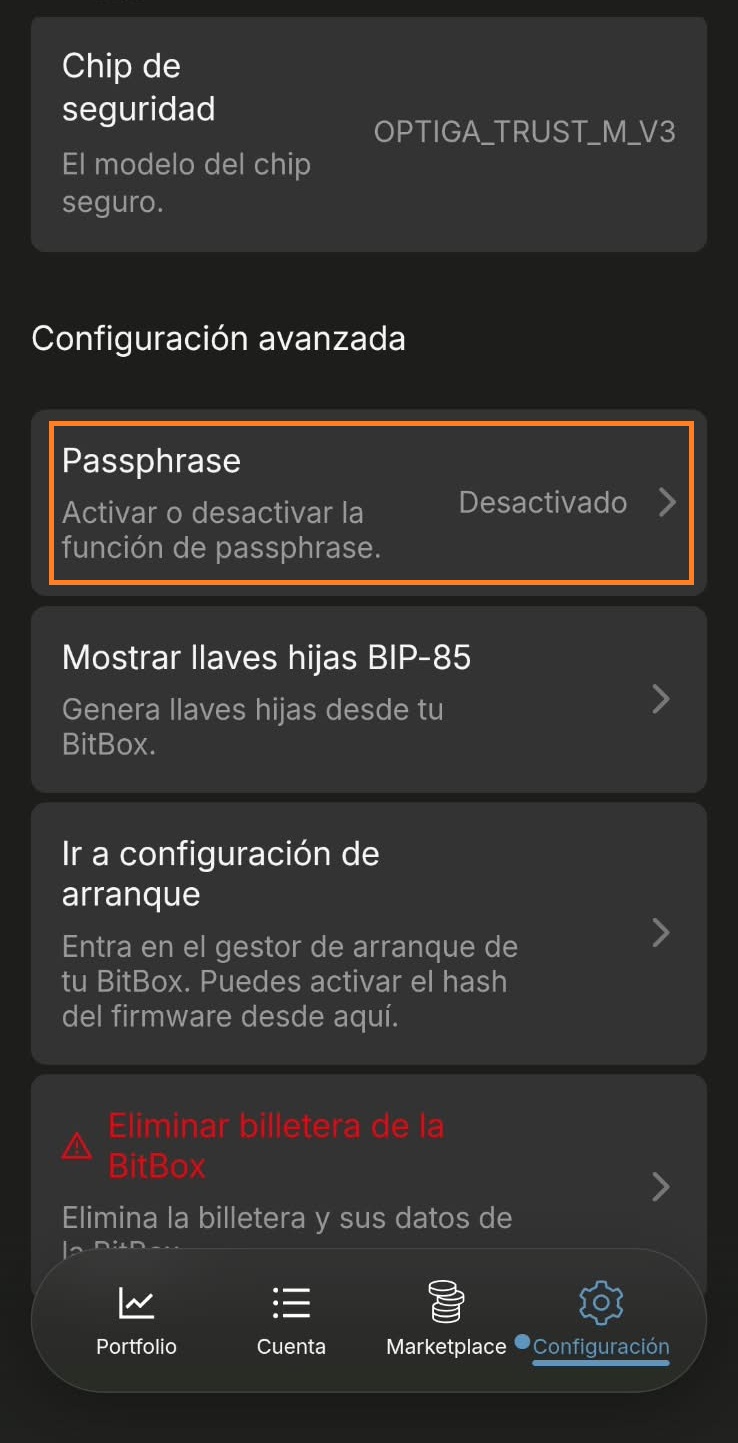 Chip de
seguridad
OPTIGA_TRUST_M_V3
El modelo del chip
seguro.
Configuración avanzada
Passphrase
Activar o desactivar la
función de passphrase.
Desactivado
Mostrar llaves hijas BIP-85
Genera llaves hijas desde tu
BitBox.
Ir a configuración de
arranque
Entra en el gestor de arranque de
tu BitBox. Puedes activar el hash
del firmware desde aquí.
Eliminar billetera de la
BitBox
Elimina la billetera y sus datos de
la BitBox
Portfolio
Cuenta
Marketplace
Configuración